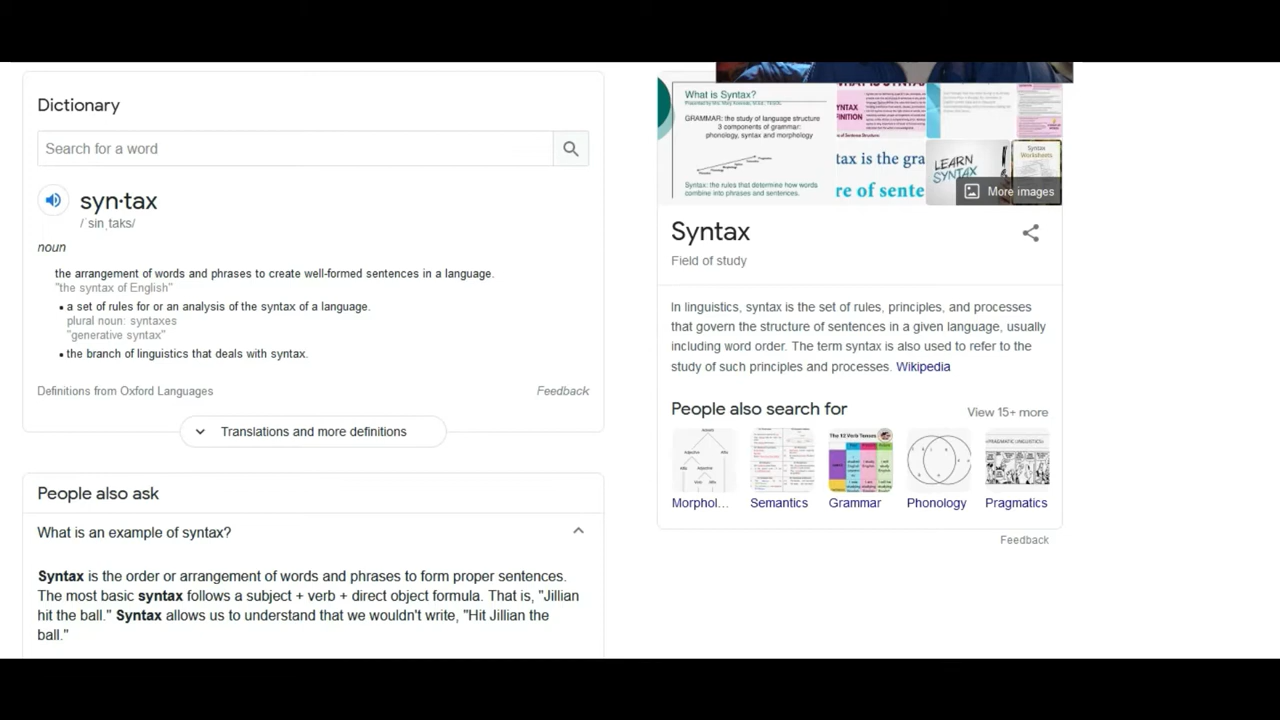 Dictionary
Search for a word
syn·tax
/ˈsinˌtaks/
noun
the arrangement of words and phrases to create well-formed sentences in a language.
"the syntax of English"
• a set of rules for or an analysis of the syntax of a language.
plural noun: syntaxes
"generative syntax"
• the branch of linguistics that deals with syntax.
Definitions from Oxford Languages
Feedback
Translations and more definitions
People also ask
What is an example of syntax?
Syntax is the order or arrangement of words and phrases to form proper sentences.
The most basic syntax follows a subject + verb + direct object formula. That is, "Jillian
hit the ball." Syntax allows us to understand that we wouldn't write, "Hit Jillian the
ball."
What is Syntax?
GRAMMAR: the study of language structure
3 components of grammar:
phonology, syntax and morphology
Syntax: the rules that determine how words
combine into phrases and sentences.
tax is the gra
re of sente
LEARN
SYNTAX
Syntax
Worksheets
More images
Syntax
Field of study
In linguistics, syntax is the set of rules, principles, and processes
that govern the structure of sentences in a given language, usually
including word order. The term syntax is also used to refer to the
study of such principles and processes. Wikipedia
People also search for
View 15+ more
The 12 Verb Tenses
Morphol...
Semantics
Grammar
Phonology
Pragmatics
Feedback